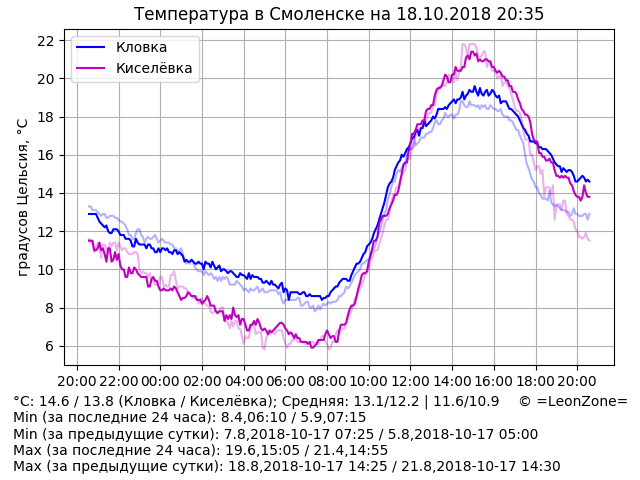 Температура в Смоленске на 18.10.2018 20:35
Кловка
Киселёвка
градусов Цельсия, °C
22
20
18
16
14
12
10
8
6
20:00 22:00 00:00 02:00 04:00 06:00 08:00 10:00 12:00 14:00 16:00 18:00 20:00
°C: 14.6 / 13.8 (Кловка / Киселёвка); Средняя: 13.1/12.2 | 11.6/10.9 © =LeonZone=
Min (за последние 24 часа): 8.4,06:10 / 5.9,07:15
Min (за предыдущие сутки): 7.8,2018-10-17 07:25 / 5.8,2018-10-17 05:00
Max (за последние 24 часа): 19.6,15:05 / 21.4,14:55
Max (за предыдущие сутки): 18.8,2018-10-17 14:25 / 21.8,2018-10-17 14:30